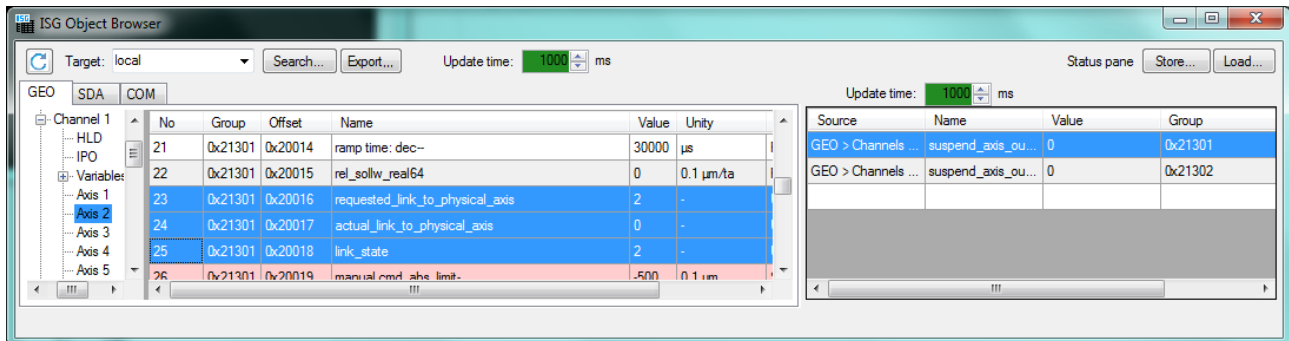 ISG Object Browser
Target: local Search... Export... Update time: 1000 ms Status pane Store... Load...
GEO SDA COM
Update time: 1000 ms
Channel 1
HLD
IPO
Variables
Axis 1
Axis 2
Axis 3
Axis 4
Axis 5
No Group Offset Name Value Unity
21 0x21301 0x20014 ramp time: dec-- 30000 µs
22 0x21301 0x20015 rel_sollw_real64 0 0.1 µm/ta
23 0x21301 0x20016 requested_link_to_physical_axis 2 -
24 0x21301 0x20017 actual_link_to_physical_axis 0 -
25 0x21301 0x20018 link_state 2 -
26 0x21301 0x20019 manual.cmd_abs_limit- -500 0.1 µm
Source Name Value Group
GEO > Channels ... suspend_axis_ou... 0 0x21301
GEO > Channels ... suspend_axis_ou... 0 0x21302